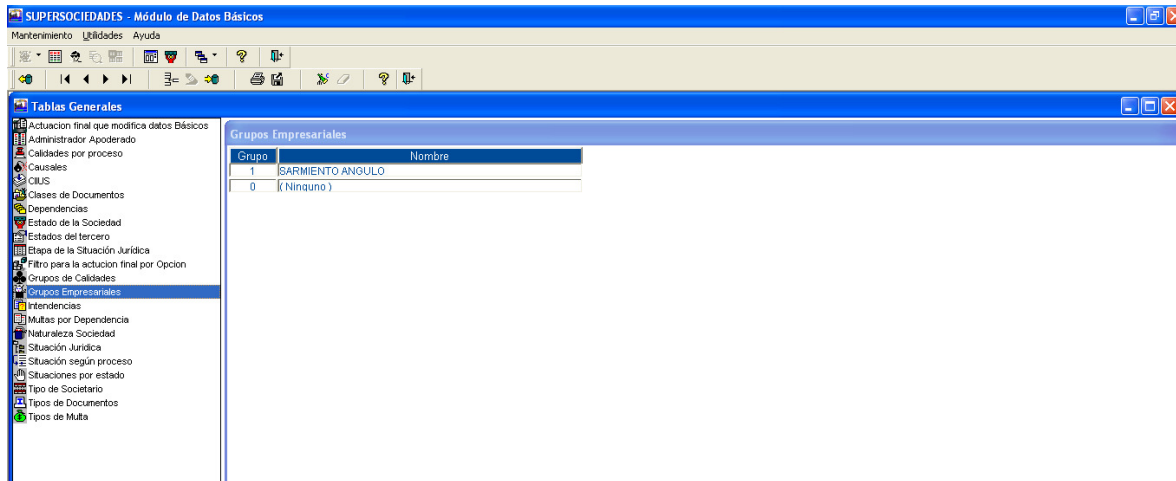 SUPERSOCIEDADES - Módulo de Datos Básicos
Mantenimiento Utilidades Ayuda
Tablas Generales
Actuacion final que modifica datos Básicos
Administrador Apoderado
Calidades por proceso
Causales
CIIUS
Clases de Documentos
Dependencias
Estado de la Sociedad
Estados del tercero
Etapa de la Situación Jurídica
Filtro para la actucion final por Opcion
Grupos de Calidades
Grupos Empresariales
Intendencias
Multas por Dependencia
Naturaleza Sociedad
Situación Juridica
Situación según proceso
Situaciones por estado
Tipo de Societario
Tipos de Documentos
Tipos de Multa
Grupos Empresariales
Grupo Nombre
1 SARMIENTO ANGULO
0 ( Ninguno )